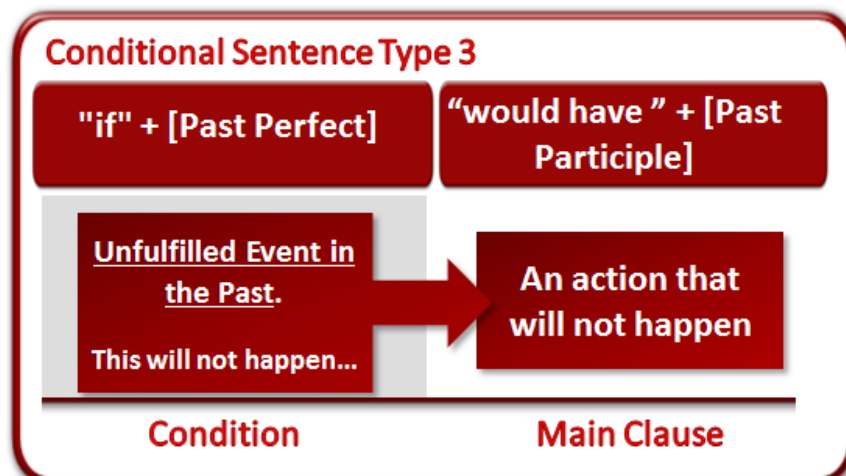 Conditional Sentence Type 3
"if" + [Past Perfect]
“would have ” + [Past
Participle]
Unfulfilled Event in
the Past.
This will not happen...
An action that
will not happen
Condition
Main Clause